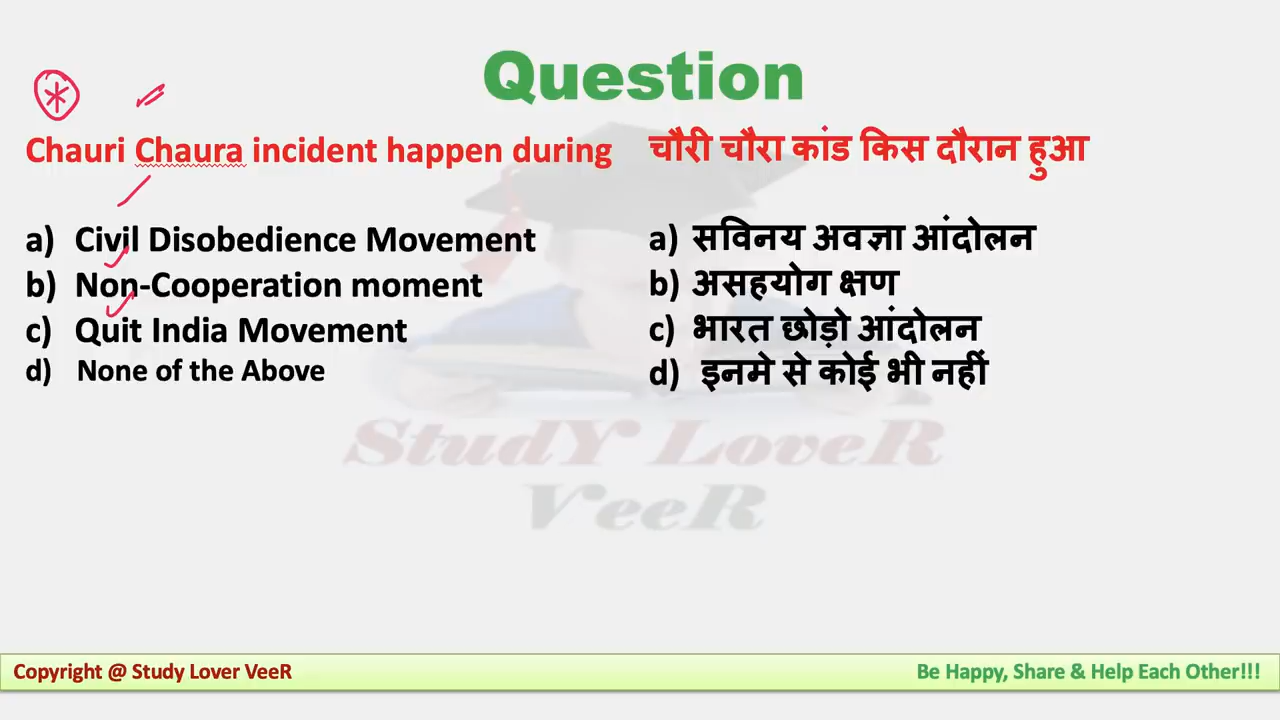 Question
Chauri Chaura incident happen during
a) Civil Disobedience Movement
b) Non-Cooperation moment
c) Quit India Movement
d) None of the Above
चौरी चौरा कांड किस दौरान हुआ
a) सविनय अवज्ञा आंदोलन
b) असहयोग क्षण
c) भारत छोड़ो आंदोलन
d) इनमे से कोई भी नहीं
StudY LoveR
VeeR
Copyright @ Study Lover VeeR
Be Happy, Share & Help Each Other!!!